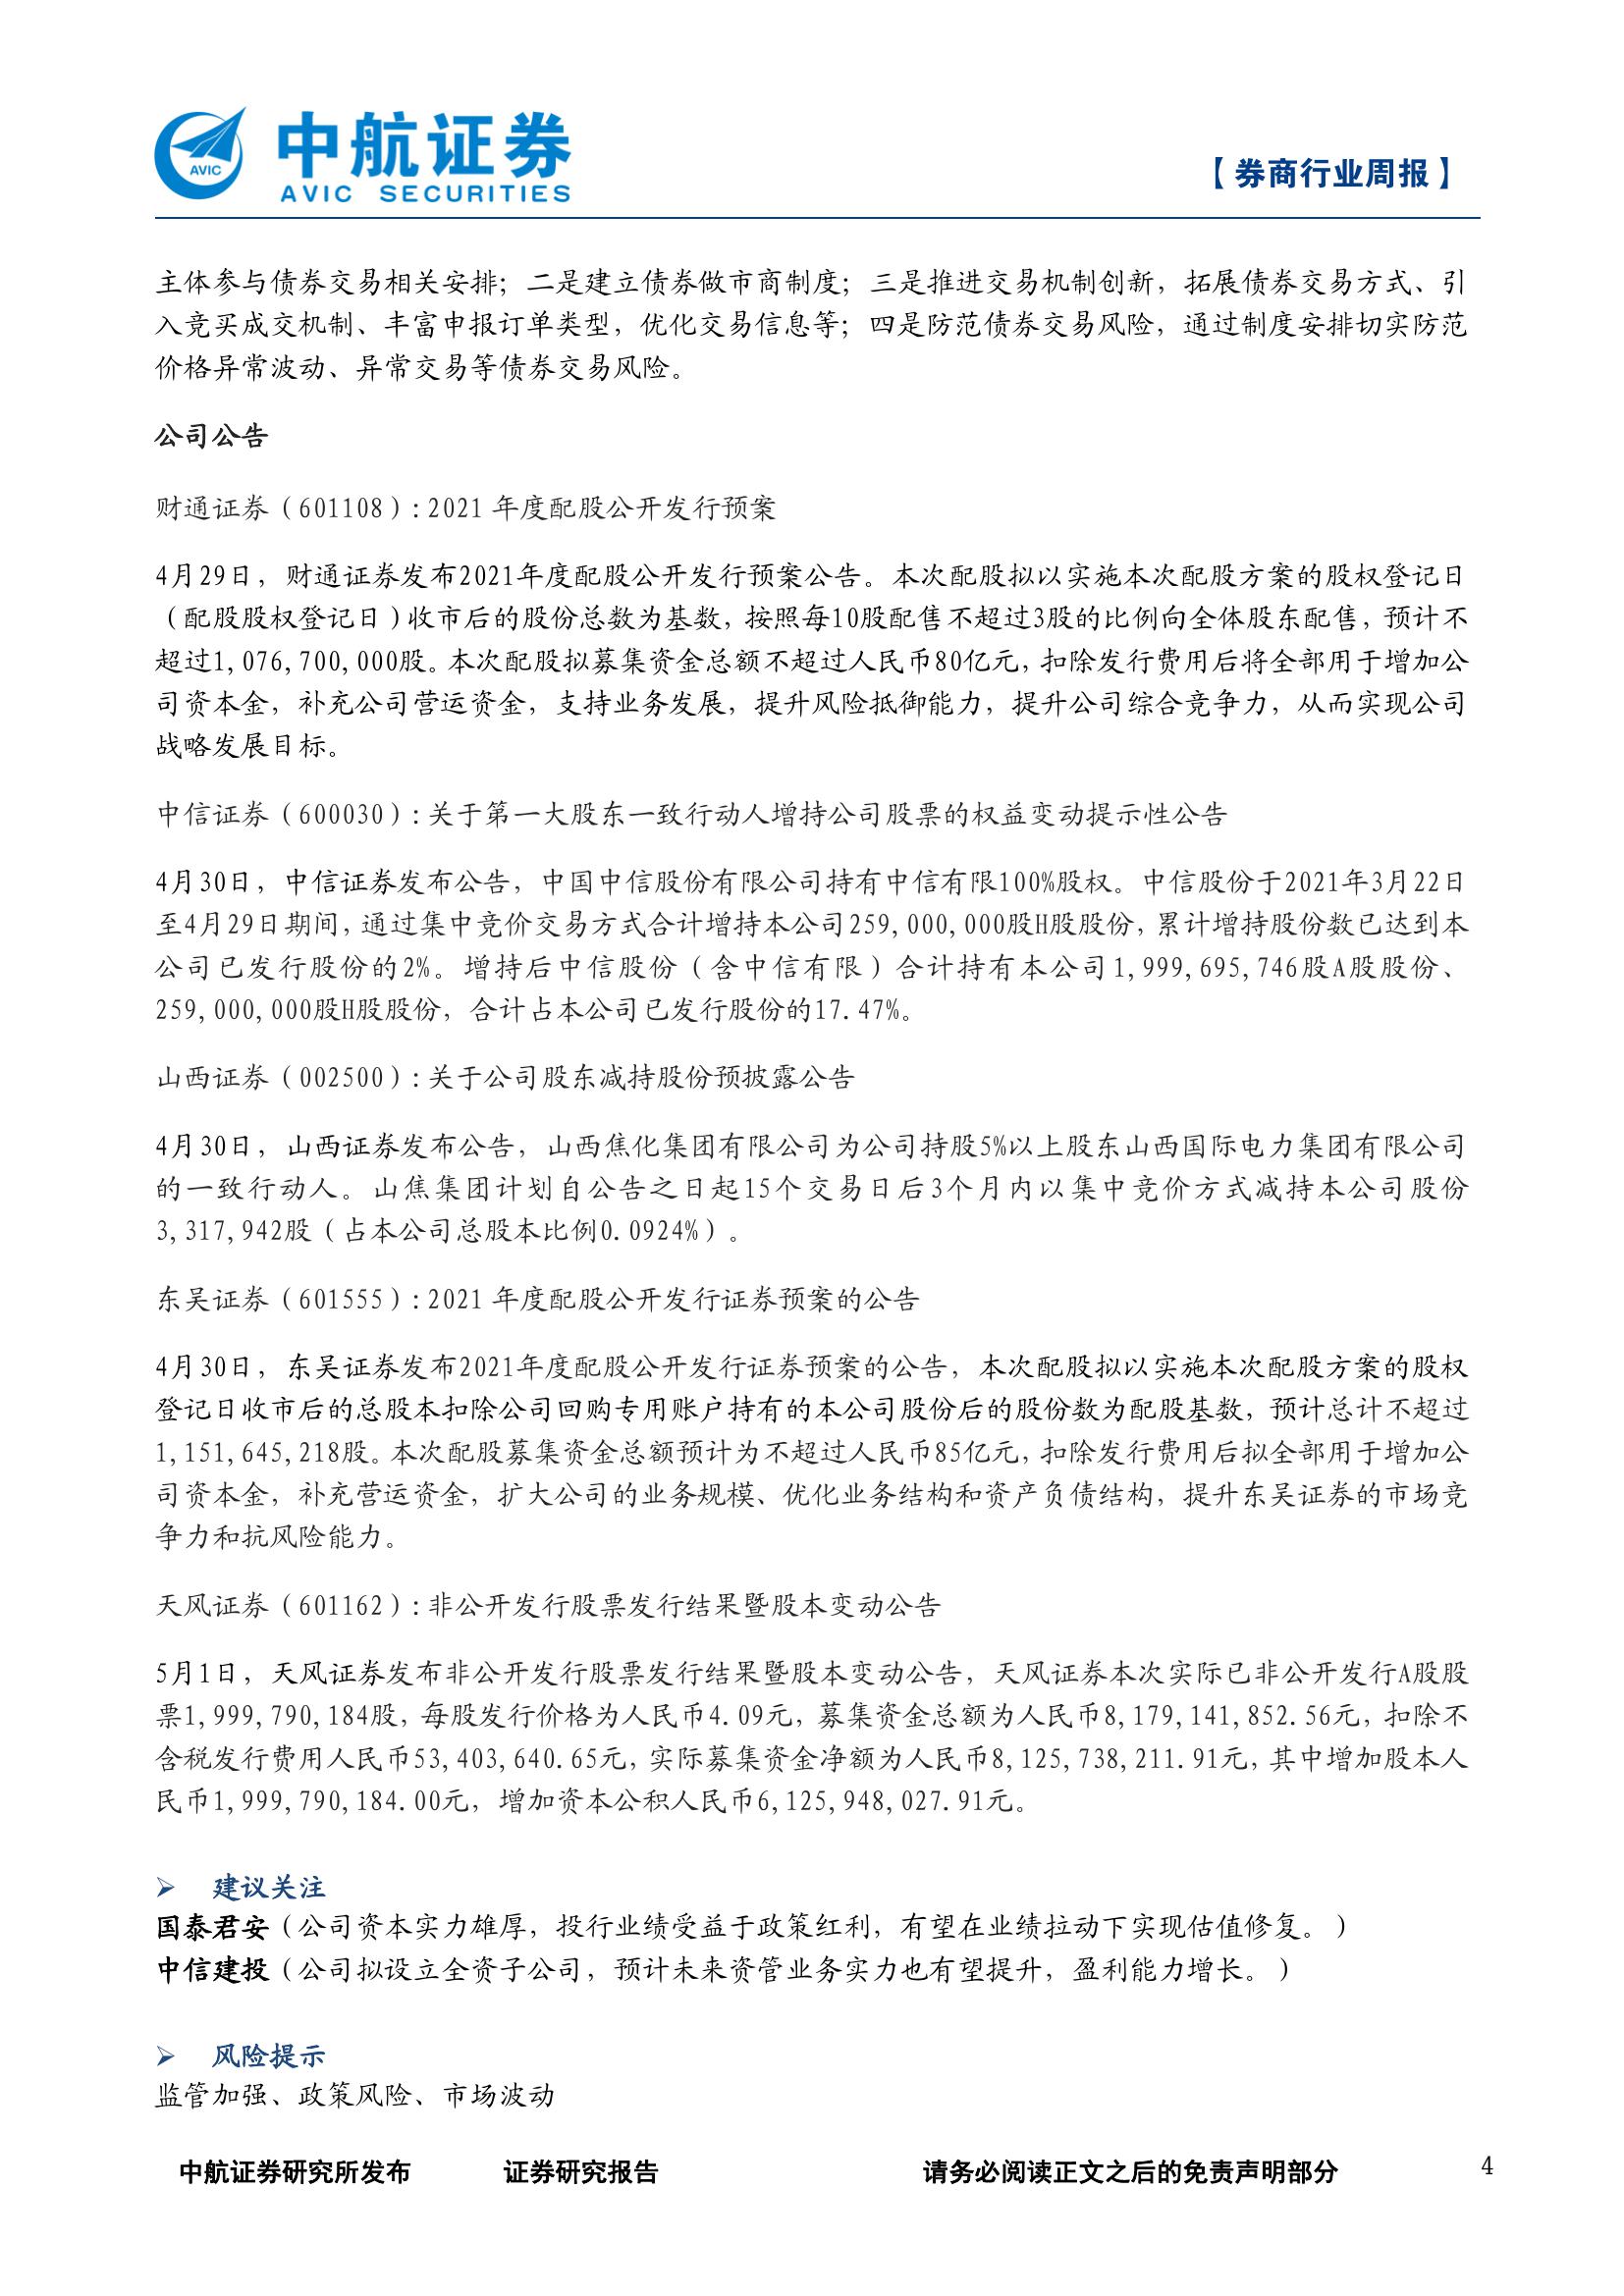 AVIC
中航证券
AVIC SECURITIES
【券商行业周报】
主体参与债券交易相关安排；二是建立债券做市商制度；三是推进交易机制创新，拓展债券交易方式、引
入竞买成交机制、丰富申报订单类型，优化交易信息等；四是防范债券交易风险，通过制度安排切实防范
价格异常波动、异常交易等债券交易风险。
公司公告
财通证券（601108）：2021 年度配股公开发行预案
4月29日，财通证券发布2021年度配股公开发行预案公告。本次配股拟以实施本次配股方案的股权登记日
（配股股权登记日）收市后的股份总数为基数，按照每10股配售不超过3股的比例向全体股东配售，预计不
超过1,076,700,000股。本次配股拟募集资金总额不超过人民币80亿元，扣除发行费用后将全部用于增加公
司资本金，补充公司营运资金，支持业务发展，提升风险抵御能力，提升公司综合竞争力，从而实现公司
战略发展目标。
中信证券（600030）：关于第一大股东一致行动人增持公司股票的权益变动提示性公告
4月30日，中信证券发布公告，中国中信股份有限公司持有中信有限100%股权。中信股份于2021年3月22日
至4月29日期间，通过集中竞价交易方式合计增持本公司259,000,000股H股股份，累计增持股份数已达到本
公司已发行股份的2%。增持后中信股份（含中信有限）合计持有本公司1,999,695,746股A股股份、
259,000,000股H股股份，合计占本公司已发行股份的17.47%。
山西证券（002500）：关于公司股东减持股份预披露公告
4月30日，山西证券发布公告，山西焦化集团有限公司为公司持股5%以上股东山西国际电力集团有限公司
的一致行动人。山焦集团计划自公告之日起15个交易日后3个月内以集中竞价方式减持本公司股份
3,317,942股（占本公司总股本比例0.0924%）。
东吴证券（601555）：2021 年度配股公开发行证券预案的公告
4月30日，东吴证券发布2021年度配股公开发行证券预案的公告，本次配股拟以实施本次配股方案的股权
登记日收市后的总股本扣除公司回购专用账户持有的本公司股份后的股份数为配股基数，预计总计不超过
1,151,645,218股。本次配股募集资金总额预计为不超过人民币85亿元，扣除发行费用后拟全部用于增加公
司资本金，补充营运资金，扩大公司的业务规模、优化业务结构和资产负债结构，提升东吴证券的市场竞
争力和抗风险能力。
天风证券（601162）：非公开发行股票发行结果暨股本变动公告
5月1日，天风证券发布非公开发行股票发行结果暨股本变动公告，天风证券本次实际已非公开发行A股股
票1,999,790,184股，每股发行价格为人民币4.09元，募集资金总额为人民币8,179,141,852.56元，扣除不
含税发行费用人民币53,403,640.65元，实际募集资金净额为人民币8,125,738,211.91元，其中增加股本人
民币1,999,790,184.00元，增加资本公积人民币6,125,948,027.91元。
➢ 建议关注
国泰君安（公司资本实力雄厚，投行业绩受益于政策红利，有望在业绩拉动下实现估值修复。）
中信建投（公司拟设立全资子公司，预计未来资管业务实力也有望提升，盈利能力增长。）
➢ 风险提示
监管加强、政策风险、市场波动
中航证券研究所发布 证券研究报告 请务必阅读正文之后的免责声明部分 4